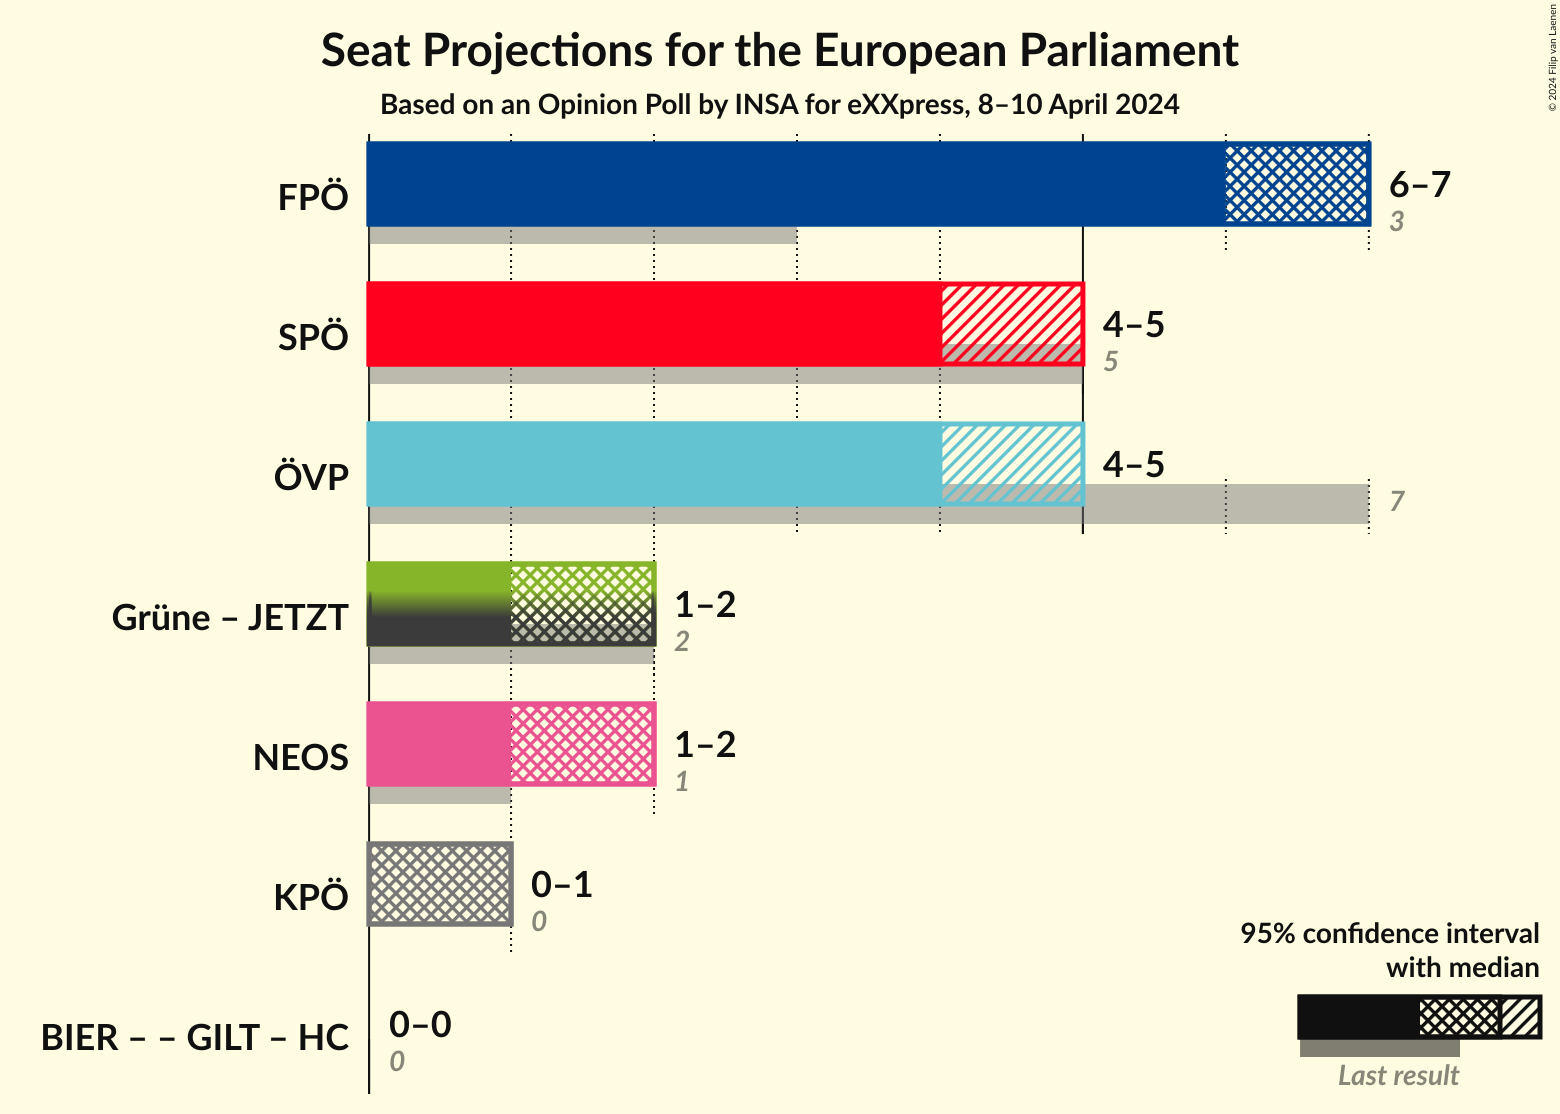 Seat Projections for the European Parliament
Based on an Opinion Poll by INSA for eXXpress, 8–10 April 2024
© 2024 Filip van Laenen
FPÖ
6–7
3
SPÖ
4–5
5
ÖVP
4–5
7
Grüne – JETZT
1–2
2
NEOS
1–2
1
KPÖ
0–1
0
BIER – – GILT – HC
0–0
0
95% confidence interval
with median
Last result